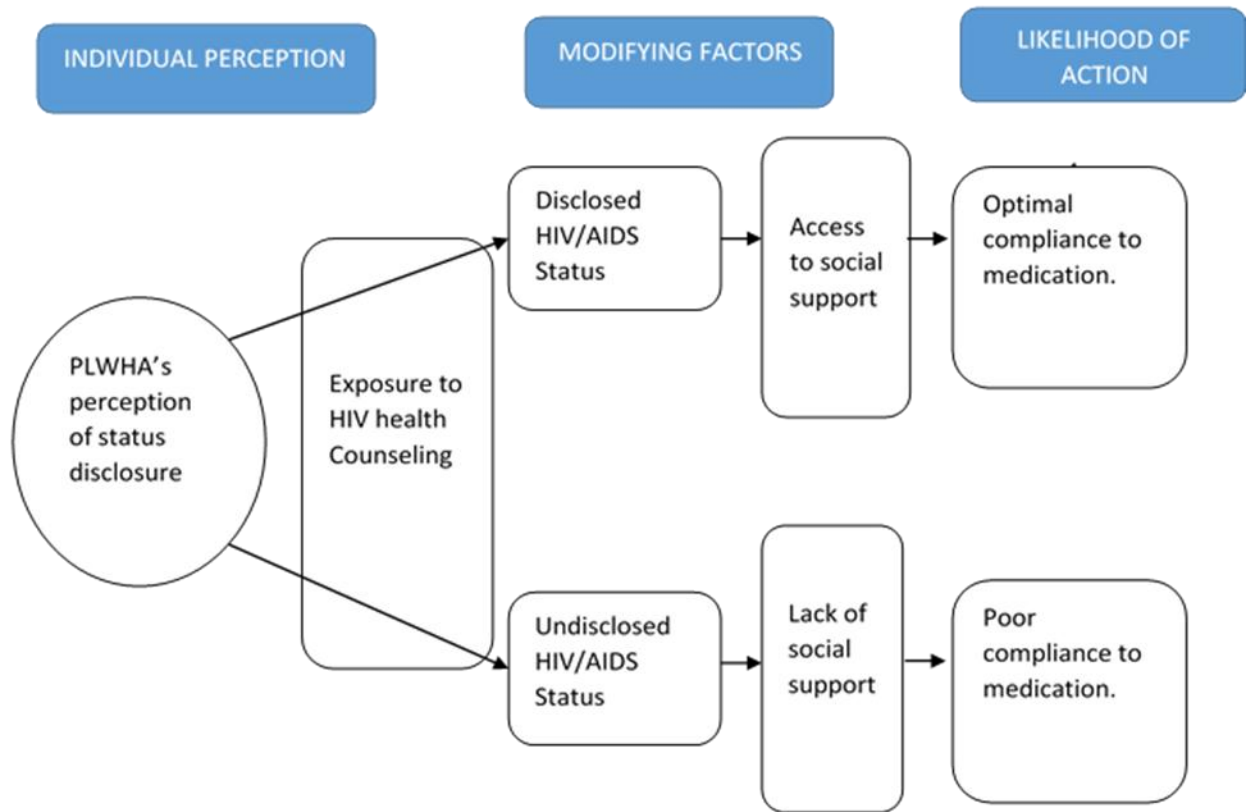 INDIVIDUAL PERCEPTION
MODIFYING FACTORS
LIKELIHOOD OF
ACTION
PLWHA’s
perception
of status
disclosure
Exposure to
HIV health
Counseling
Disclosed
HIV/AIDS
Status
Access
to social
support
Optimal
compliance to
medication.
Undisclosed
HIV/AIDS
Status
Lack of
social
support
Poor
compliance to
medication.